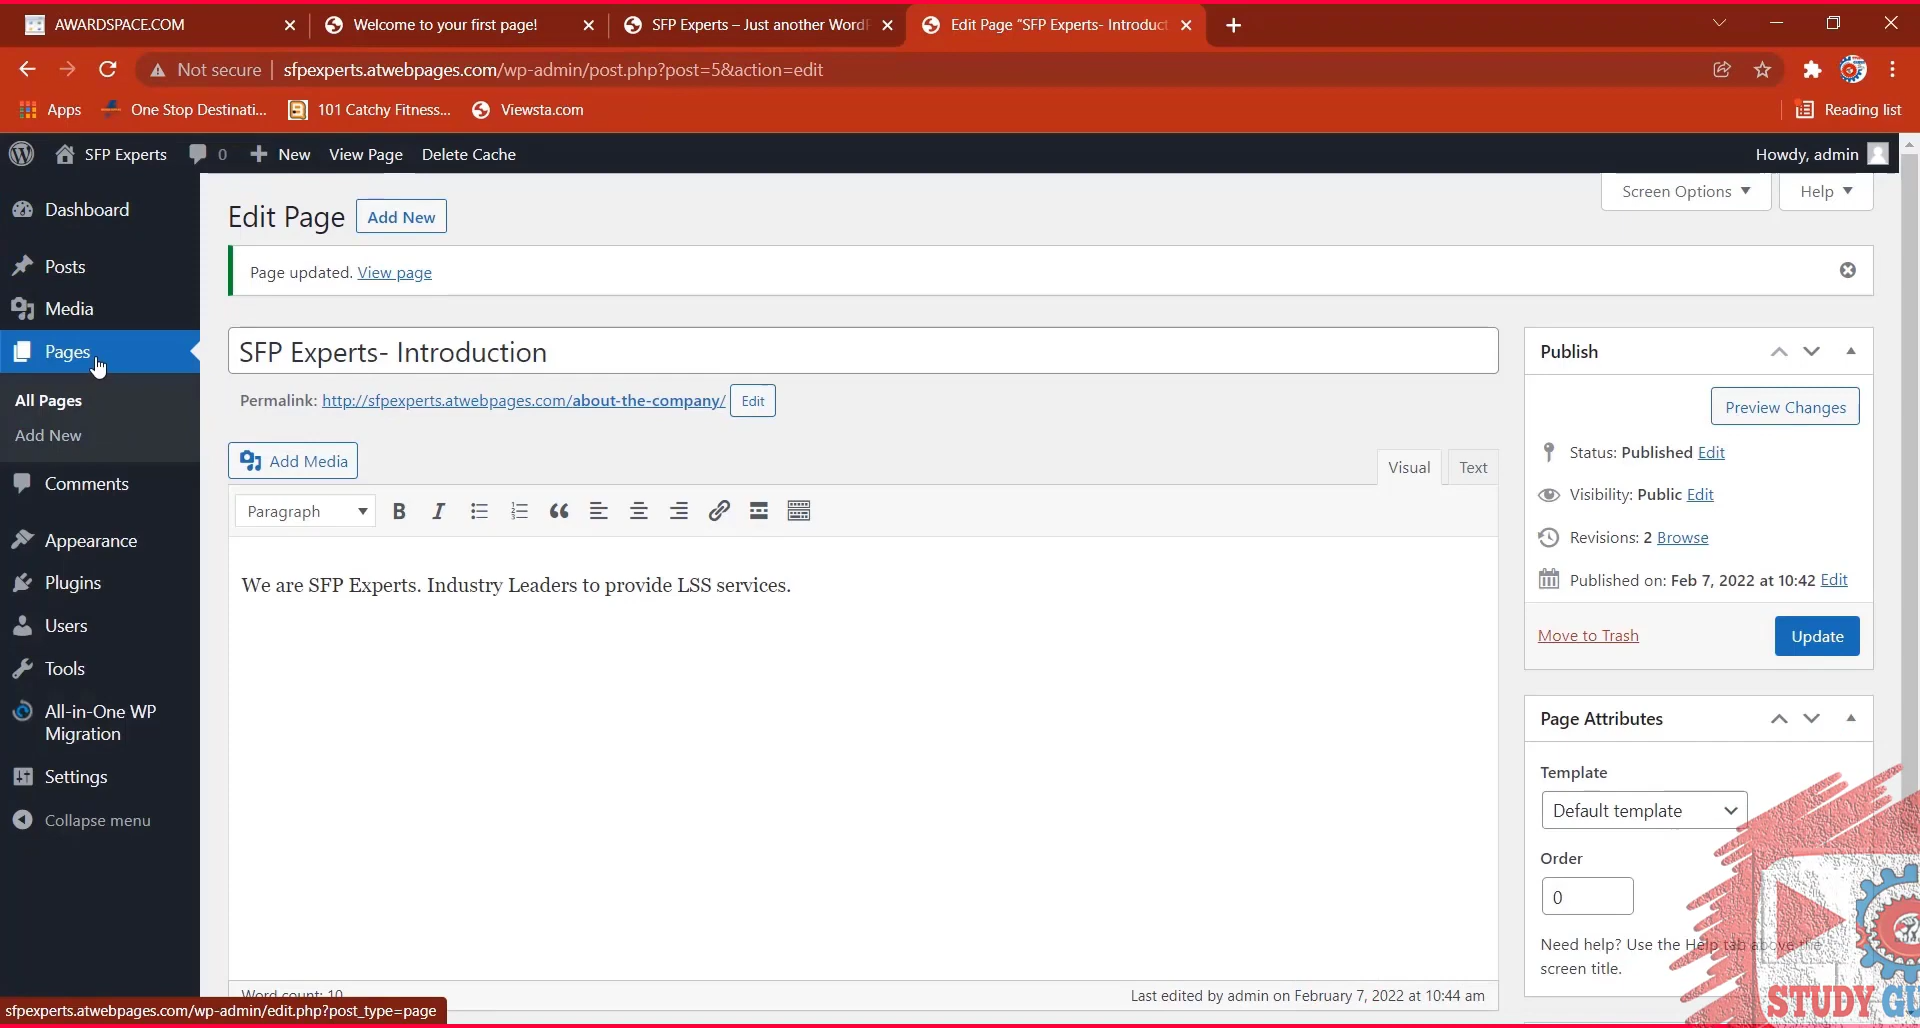 AWARDSPACE.COM
Welcome to your first page!
SFP Experts – Just another Word
Edit Page "SFP Experts- Introduct
Not secure
sfpexperts.atwebpages.com/wp-admin/post.php?post=5&action=edit
Apps
One Stop Destinati...
101 Catchy Fitness...
Viewsta.com
Reading list
SFP Experts
0
New
View Page
Delete Cache
Howdy, admin
Dashboard
Posts
Media
Pages
All Pages
Add New
Comments
Appearance
Plugins
Users
Tools
All-in-One WP
Migration
Settings
Collapse menu
Screen Options
Help
Edit Page
Add New
Page updated. View page
SFP Experts- Introduction
Permalink: http://sfpexperts.atwebpages.com/about-the-company/
Edit
Add Media
Visual
Text
Paragraph
B
I
We are SFP Experts. Industry Leaders to provide LSS services.
Word count: 10
Last edited by admin on February 7, 2022 at 10:44 am
Publish
Preview Changes
Status: Published Edit
Visibility: Public Edit
Revisions: 2 Browse
Published on: Feb 7, 2022 at 10:42 Edit
Move to Trash
Update
Page Attributes
Template
Default template
Order
0
Need help? Use the Help tab above the
screen title.
sfpexperts.atwebpages.com/wp-admin/edit.php?post_type=page
STUDY GU